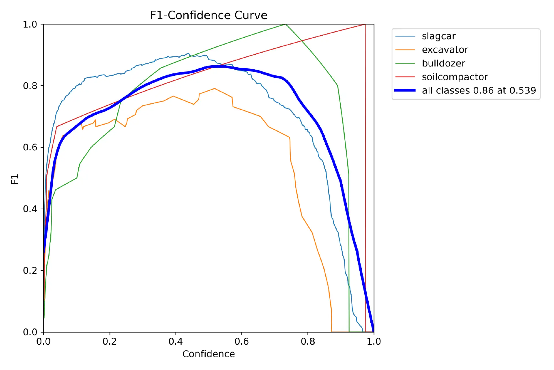 F1-Confidence Curve
slagcar
excavator
bulldozer
soilcompactor
all classes 0.86 at 0.539
1.0
0.8
0.6
0.4
0.2
0.0
F1
0.0 0.2 0.4 0.6 0.8 1.0
Confidence